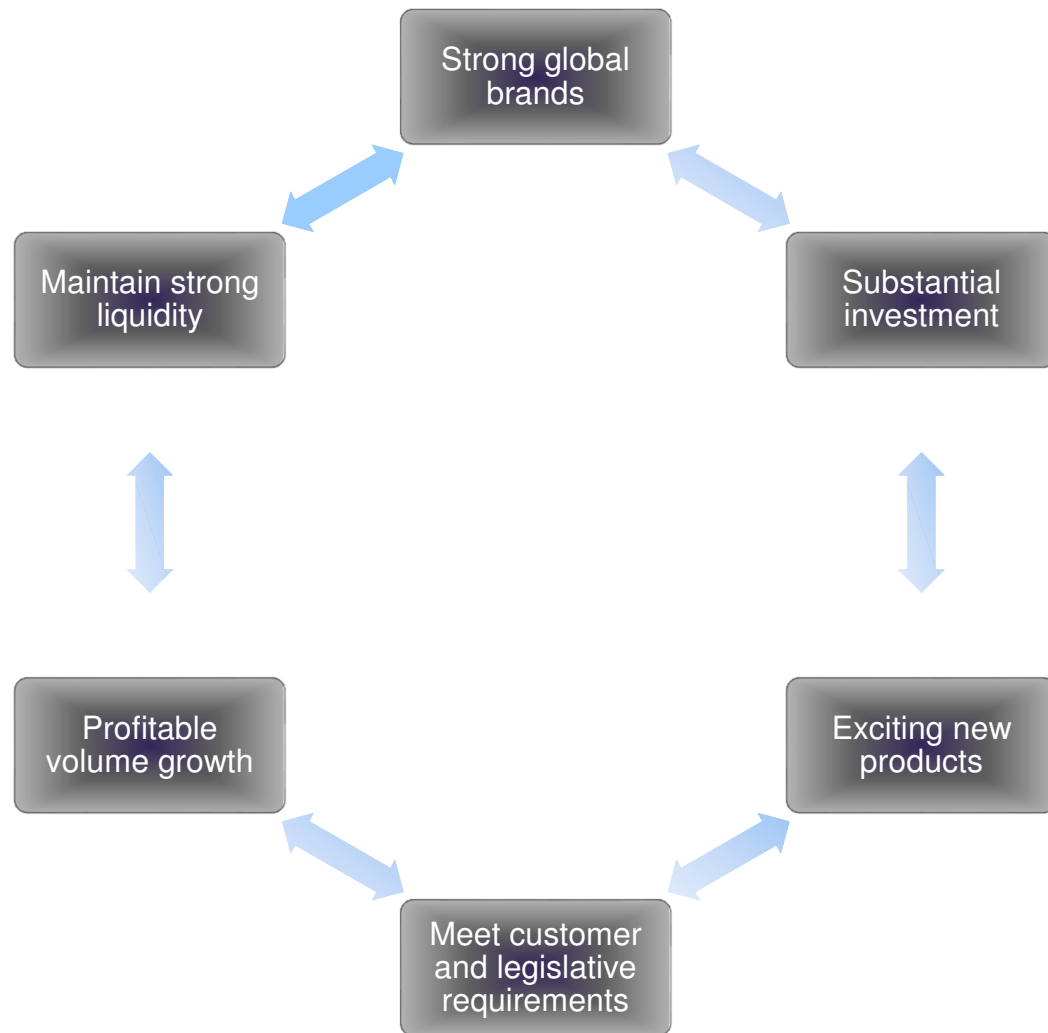 Strong global
brands
Maintain strong
liquidity
Substantial
investment
Profitable
volume growth
Exciting new
products
Meet customer
and legislative
requirements